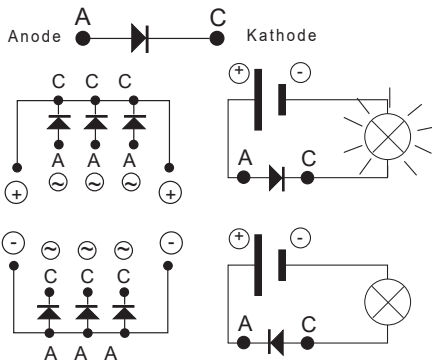 Anode A C Kathode
C C C
A A A
+ ~ ~ ~ +
+ -
A C
- ~ ~ ~ -
C C C
A A A
+ -
A C